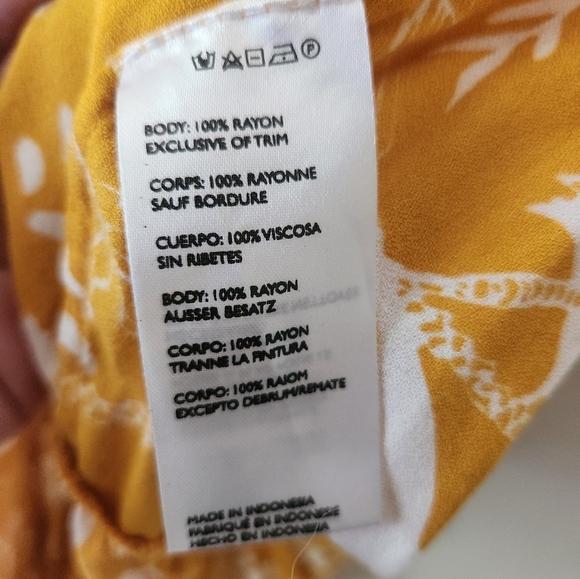 P
BODY: 100% RAYON
EXCLUSIVE OF TRIM
CORPS: 100% RAYONNE
SAUF BORDURE
CUERPO: 100% VISCOSA
SIN RIBETES
BODY: 100% RAYON
AUSSER BESATZ
CORPO: 100% RAYON
TRANNE LA FINITURA
CORPO: 100% RAIOM
EXCEPTO DEBRUM/REMATE
MADE IN INDONESIA
FABRIQUÉ EN INDONESIE
HECHO EN INDONESIA